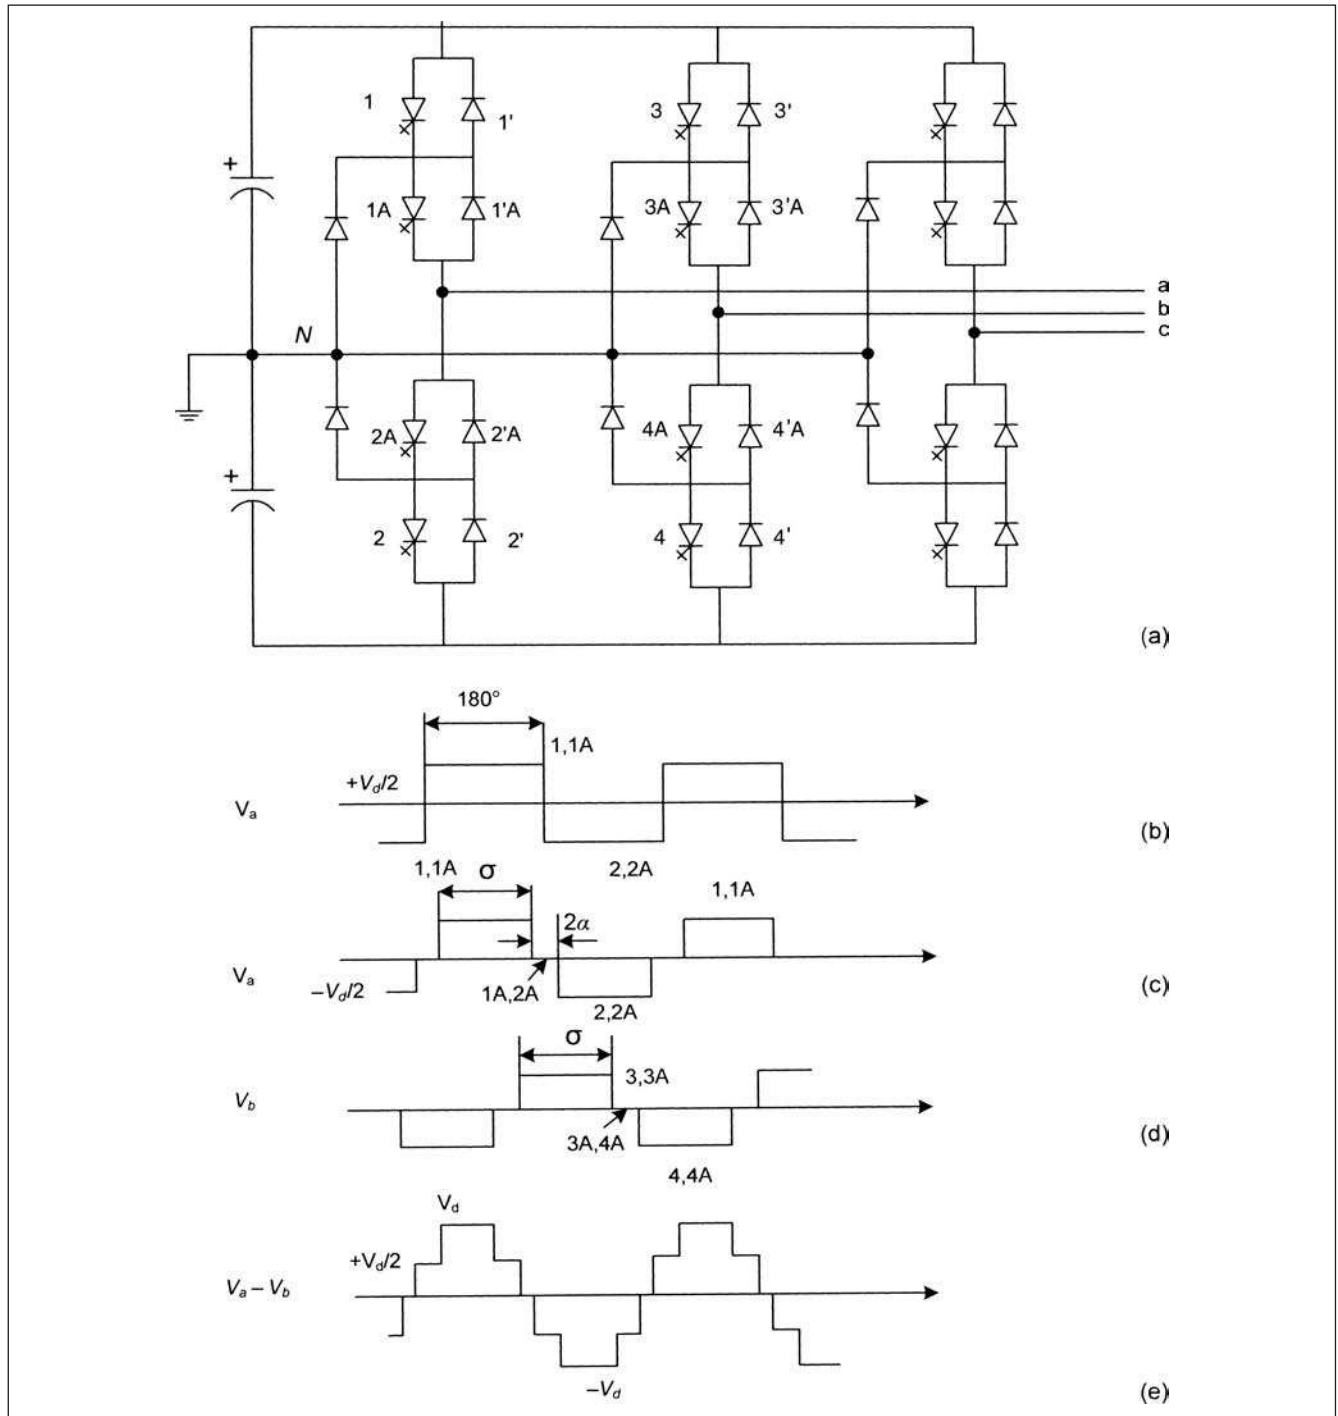 +
1
1'
3
3'
1A
1'A
3A
3'A
a
b
c
N
+
2A
2'A
4A
4'A
2
2'
4
4'
(a)
180°
1,1A
+Vd/2
Va
(b)
2,2A
1,1A
σ
1,1A
2α
Va
–Vd/2
1A,2A
2,2A
(c)
σ
3,3A
Vb
3A,4A
(d)
4,4A
Vd
+Vd/2
Va – Vb
–Vd
(e)